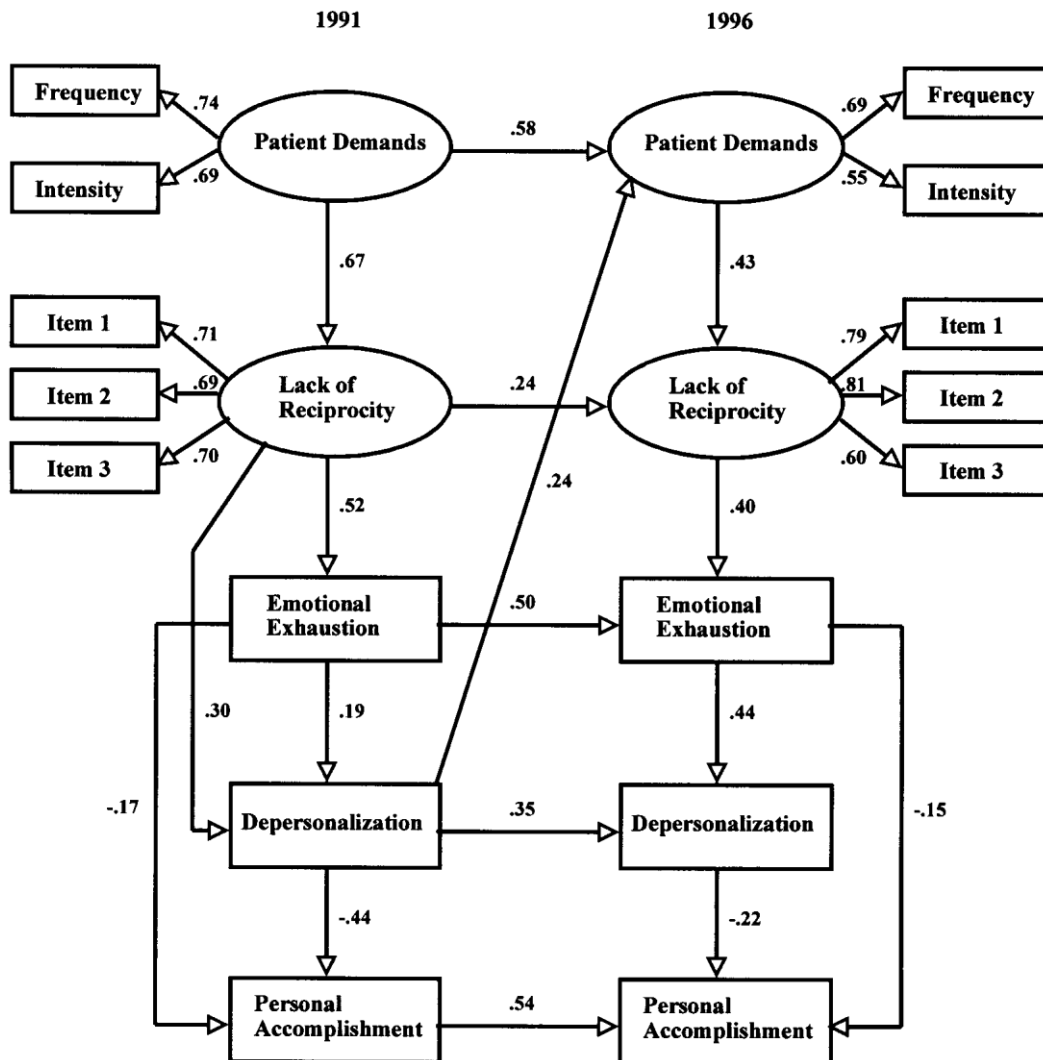 1991 1996
Frequency .74 .69 Frequency
Patient Demands .58 Patient Demands
Intensity .69 .55 Intensity
.67 .43
Item 1 .71 .79 Item 1
Item 2 .69 Lack of Reciprocity .24 Lack of Reciprocity .81 Item 2
Item 3 .70 .60 Item 3
.24
.52 .40
Emotional
Exhaustion
.50
Emotional
Exhaustion
.30 .19 .44
-.17 -.15
Depersonalization .35 Depersonalization
-.44 -.22
Personal
Accomplishment
.54
Personal
Accomplishment